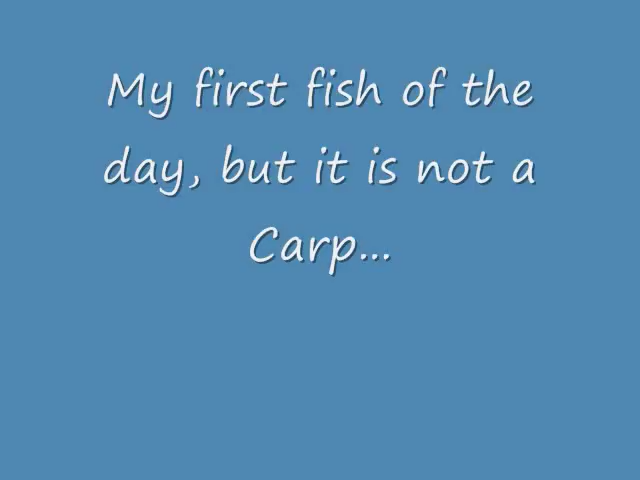 My first fish of the
day, but it is not a
Carp...